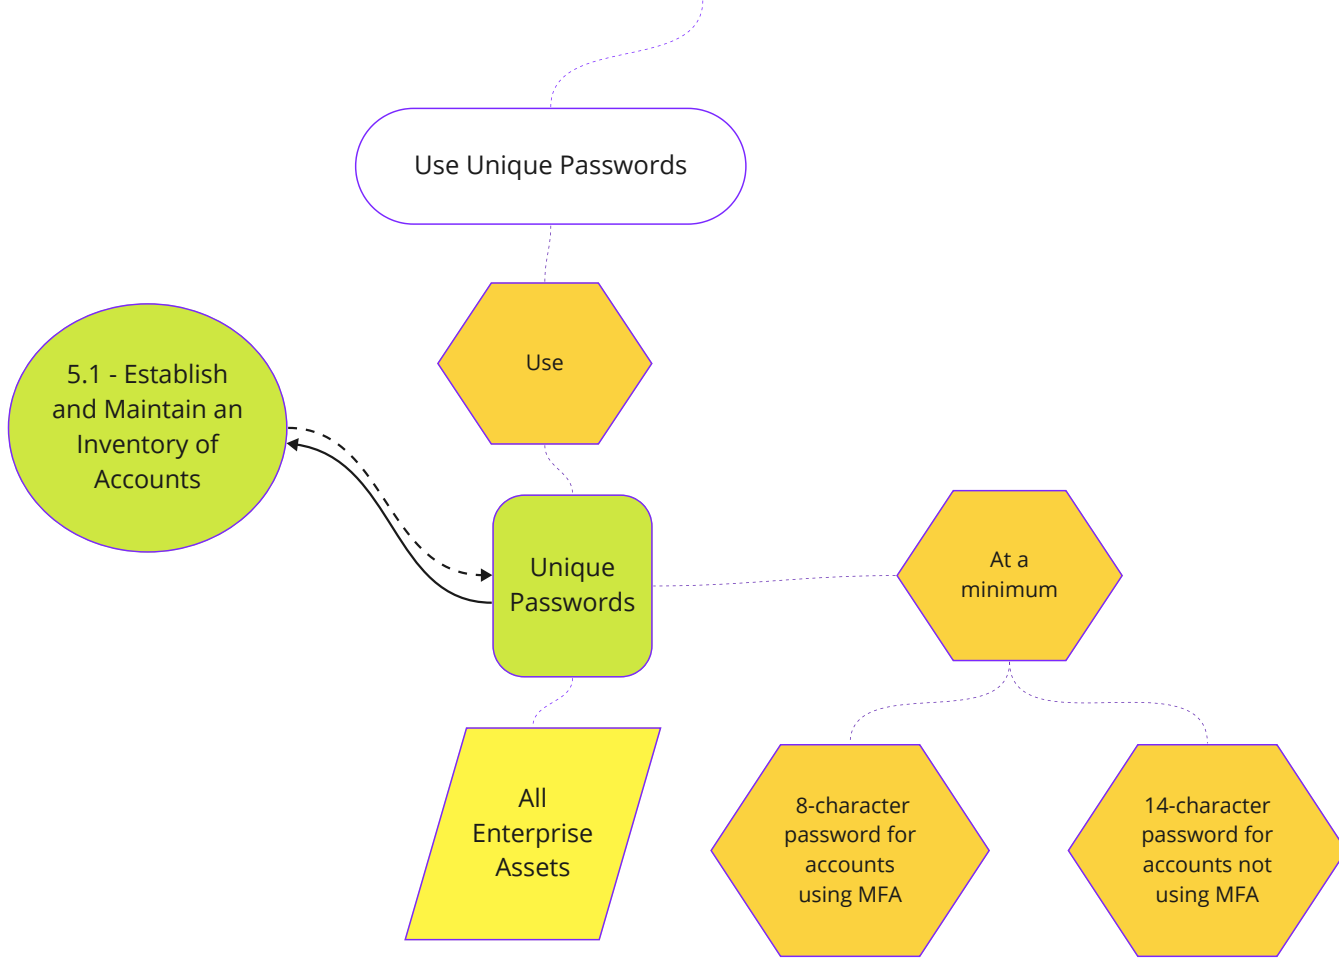 Use Unique Passwords
Use
5.1 - Establish
and Maintain an
Inventory of
Accounts
Unique
Passwords
At a
minimum
All
Enterprise
Assets
8-character
password for
accounts
using MFA
14-character
password for
accounts not
using MFA